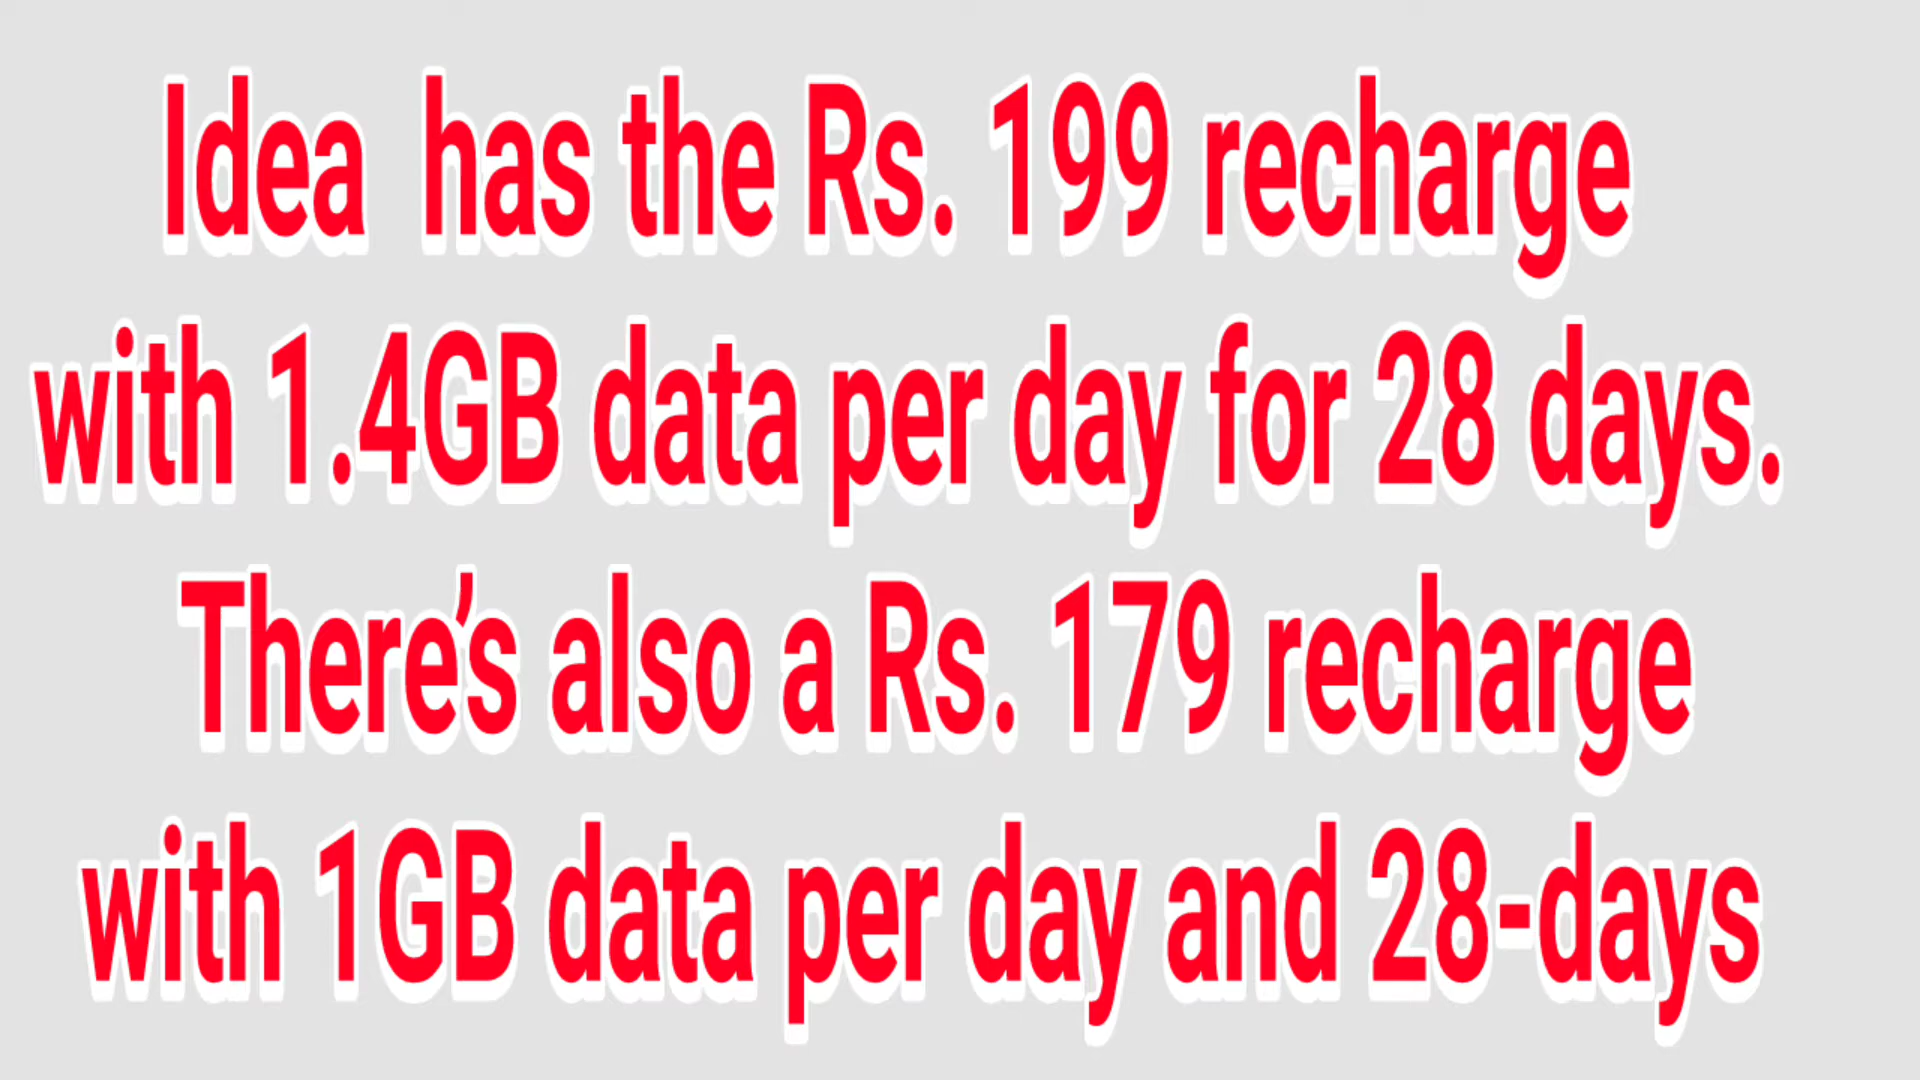 Idea  has the Rs. 199 recharge
with 1.4GB data per day for 28 days.
There’s also a Rs. 179 recharge
with 1GB data per day and 28-days